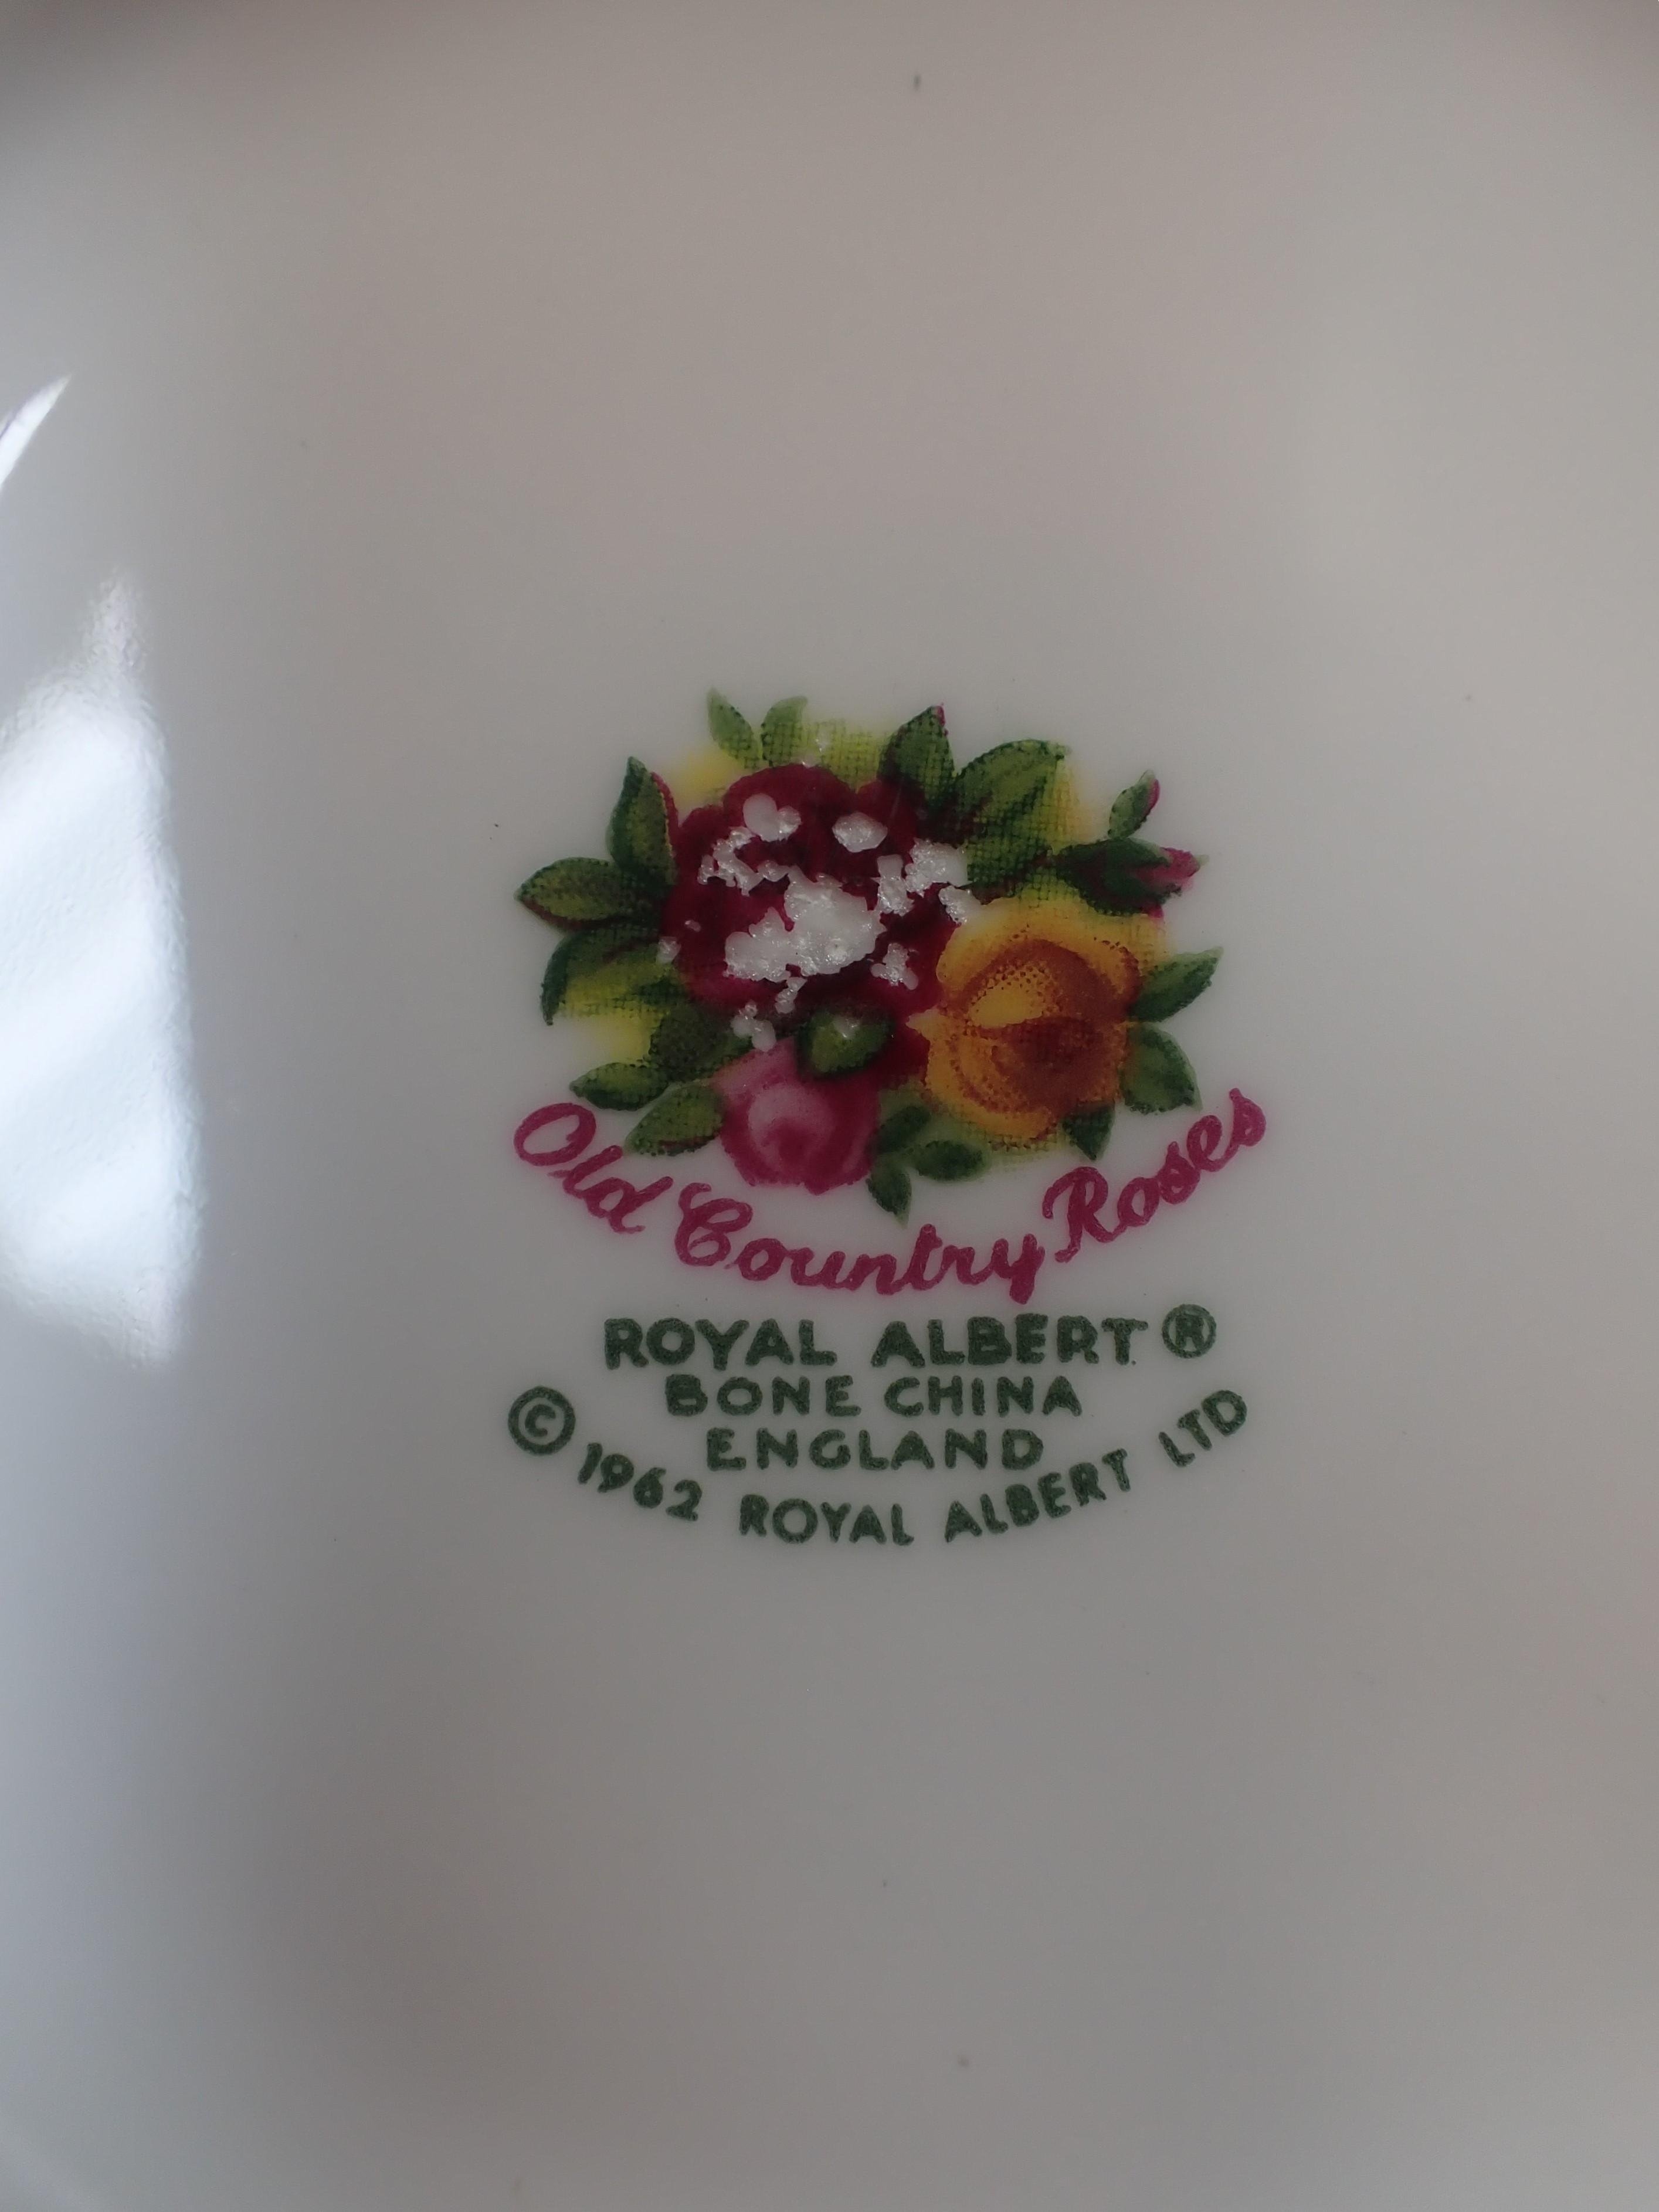 Old Country Roses
ROYAL ALBERT ®
BONE CHINA
ENGLAND
© 1962 ROYAL ALBERT LTD